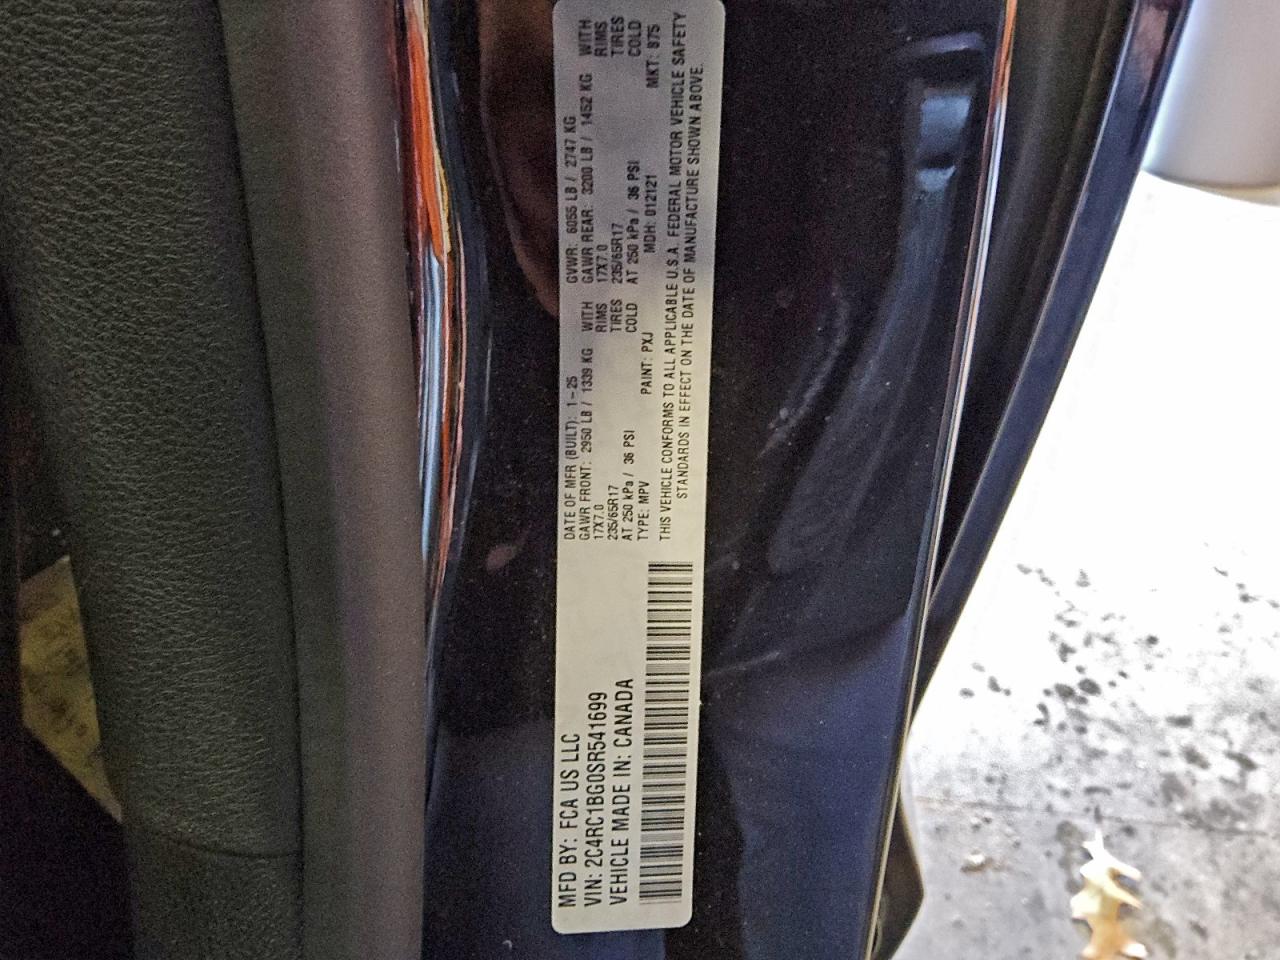 MFD BY: FCA US LLC
VIN: 2C4RC1BG0SR541699
VEHICLE MADE IN: CANADA
DATE OF MFR (BUILT): 1-25 GVWR: 6055 LB / 2747 KG
GAWR FRONT: 2950 LB / 1339 KG WITH GAWR REAR: 3200 LB / 1452 KG WITH
17X7.0 RIMS 17X7.0 RIMS
235/65R17 TIRES 235/65R17 TIRES
AT 250 kPa / 36 PSI COLD AT 250 kPa / 36 PSI COLD
TYPE: MPV PAINT: PXJ MDH: 012121 MKT: B75
THIS VEHICLE CONFORMS TO ALL APPLICABLE U.S.A. FEDERAL MOTOR VEHICLE SAFETY
STANDARDS IN EFFECT ON THE DATE OF MANUFACTURE SHOWN ABOVE.